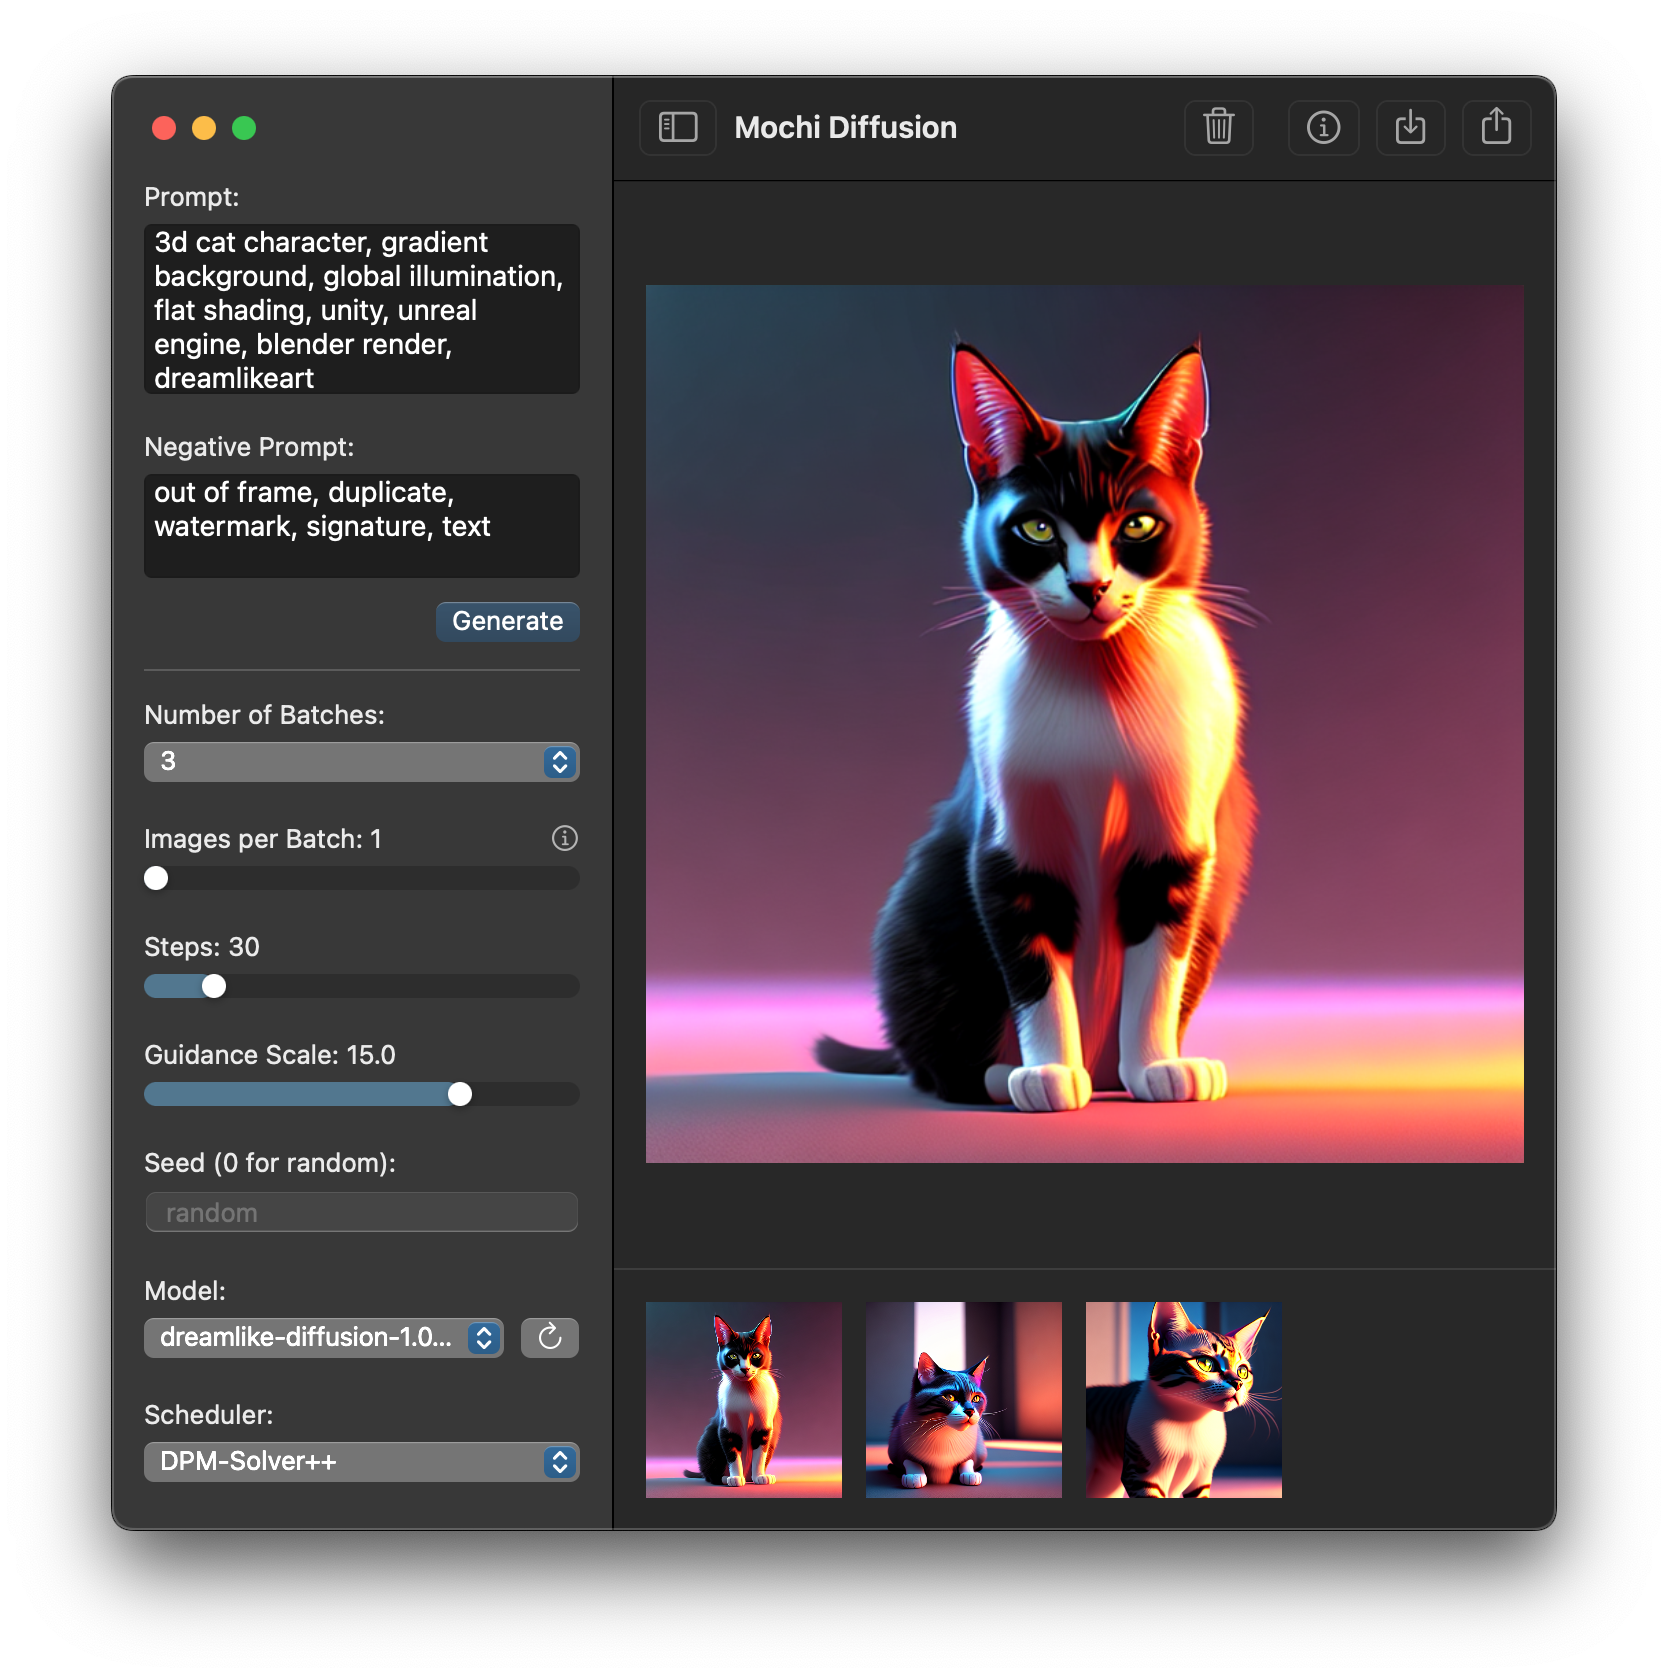 Mochi Diffusion
Prompt:
3d cat character, gradient
background, global illumination,
flat shading, unity, unreal
engine, blender render,
dreamlikeart
Negative Prompt:
out of frame, duplicate,
watermark, signature, text
Generate
Number of Batches:
3
Images per Batch: 1
Steps: 30
Guidance Scale: 15.0
Seed (0 for random):
random
Model:
dreamlike-diffusion-1.0...
Scheduler:
DPM-Solver++